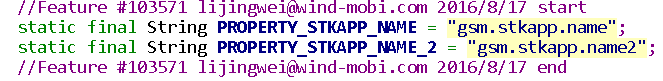 //Feature #103571 lijingwei@wind-mobi.com 2016/8/17 start
static final String PROPERTY_STKAPP_NAME = "gsm.stkapp.name";
static final String PROPERTY_STKAPP_NAME_2 = "gsm.stkapp.name2";
//Feature #103571 lijingwei@wind-mobi.com 2016/8/17 end